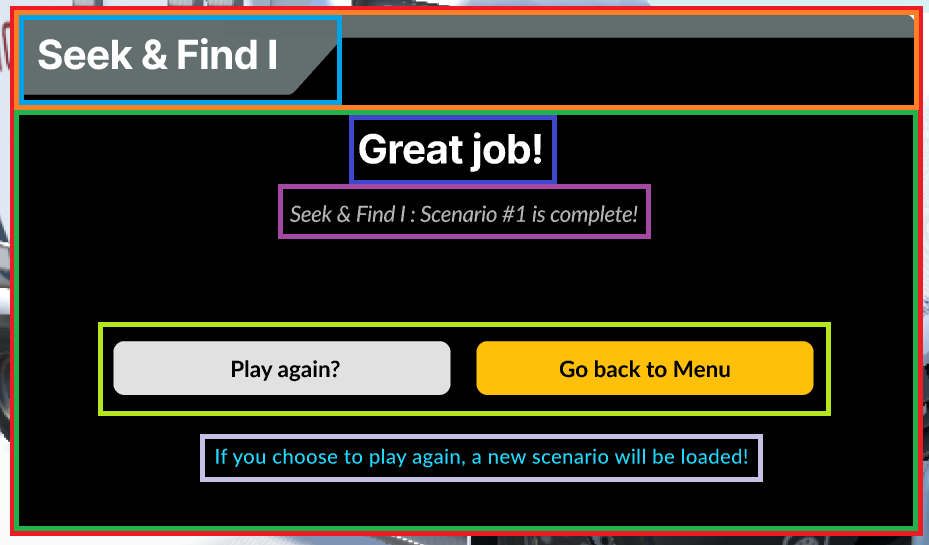 Seek & Find I
Great job!
Seek & Find I : Scenario #1 is complete!
Play again?
Go back to Menu
If you choose to play again, a new scenario will be loaded!